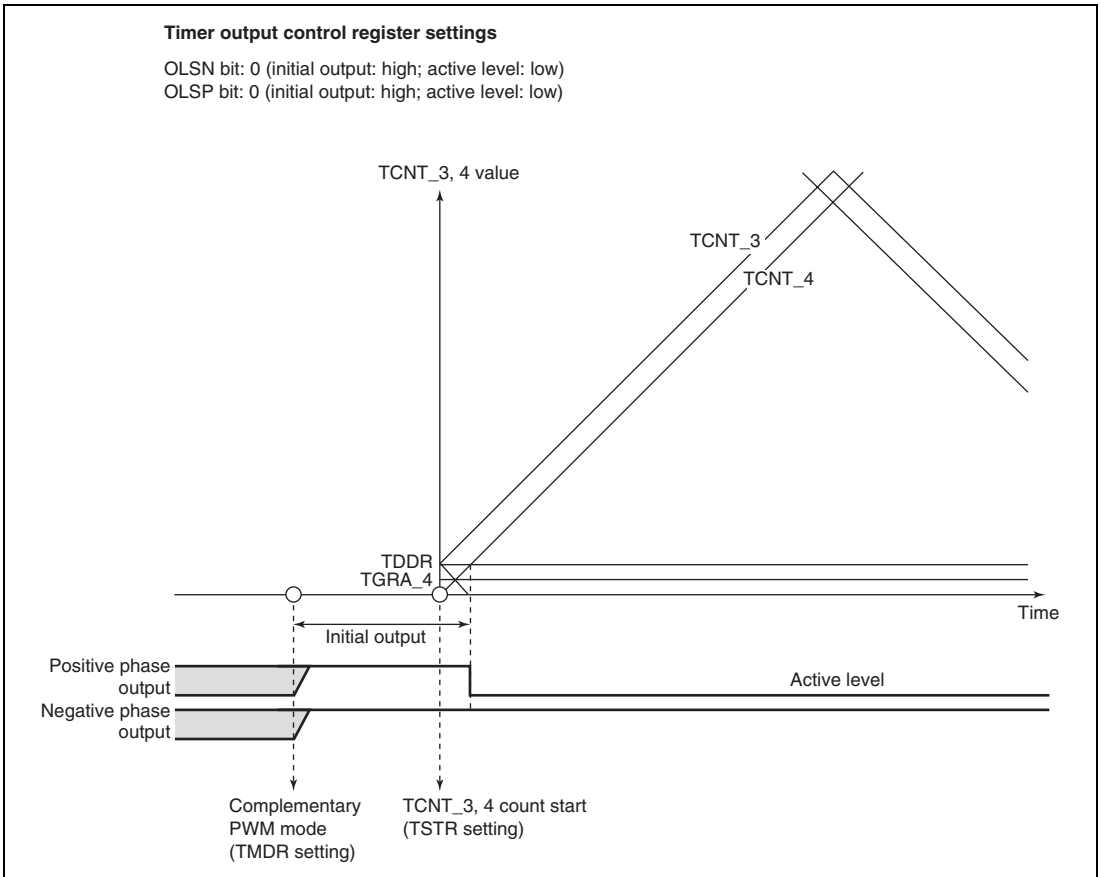 Timer output control register settings
OLSN bit: 0 (initial output: high; active level: low)
OLSP bit: 0 (initial output: high; active level: low)
TCNT_3, 4 value
TCNT_3
TCNT_4
TDDR
TGRA_4
Time
Initial output
Positive phase
output
Active level
Negative phase
output
Complementary
PWM mode
(TMDR setting)
TCNT_3, 4 count start
(TSTR setting)